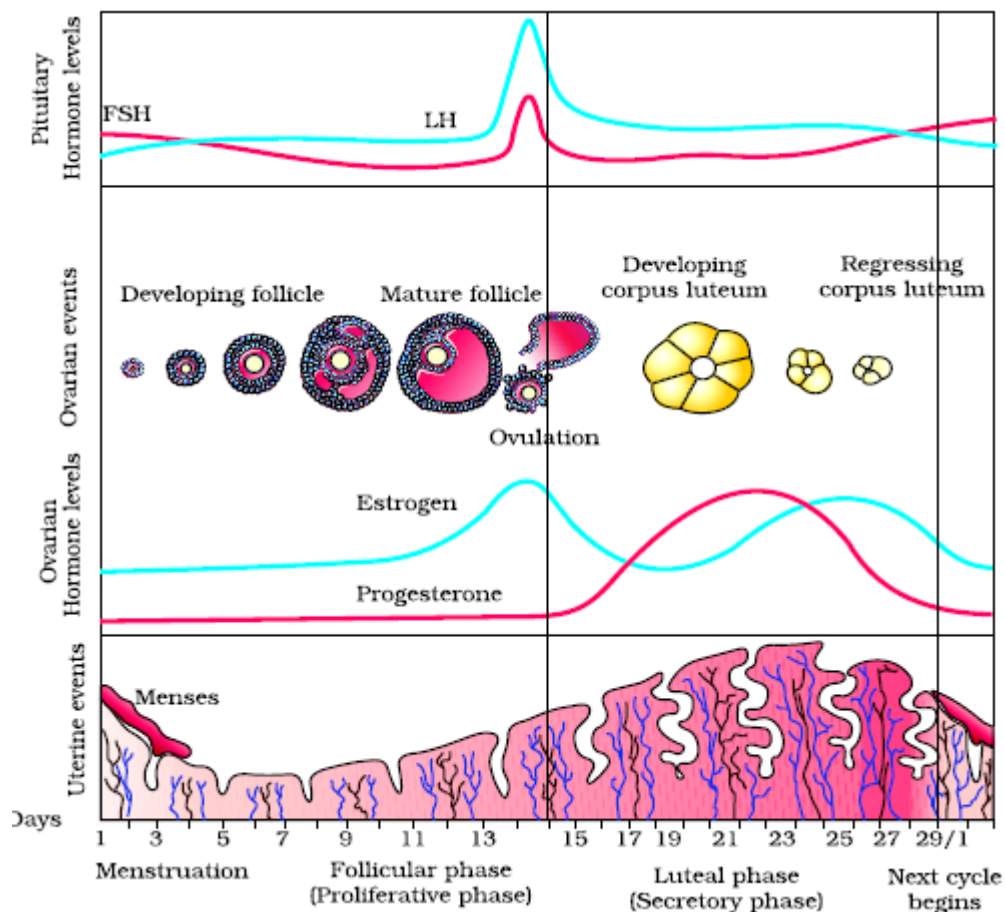 Pituitary
Hormone levels
FSH
LH
Ovarian events
Developing follicle
Mature follicle
Developing
corpus luteum
Regressing
corpus luteum
Ovulation
Ovarian
Hormone levels
Estrogen
Progesterone
Uterine events
Menses
Days
1 3 5 7 9 11 13 15 17 19 21 23 25 27 29/1
Menstruation
Follicular phase
(Proliferative phase)
Luteal phase
(Secretory phase)
Next cycle
begins